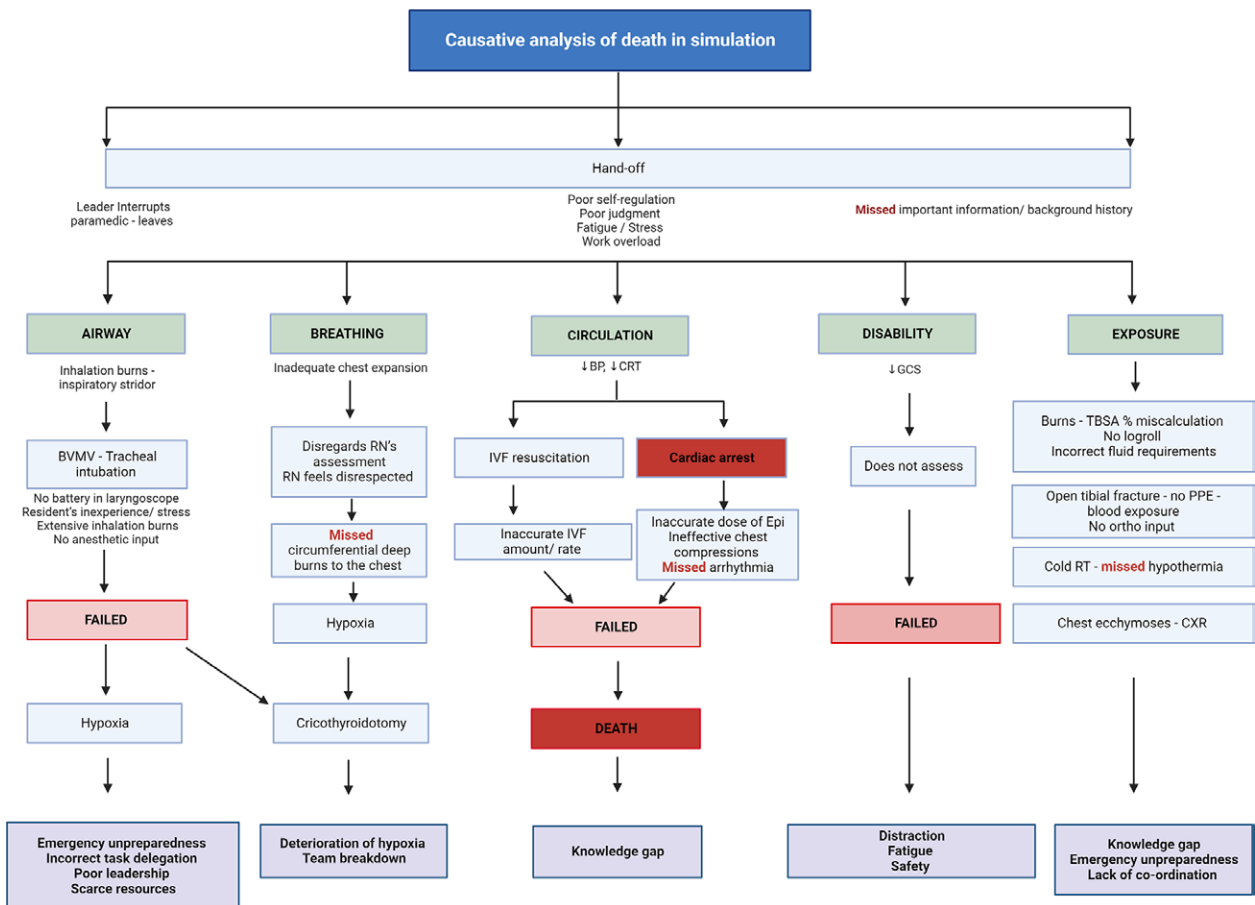 Causative analysis of death in simulation
Hand-off
Leader Interrupts
paramedic - leaves
Poor self-regulation
Poor judgment
Fatigue / Stress
Work overload
Missed important information/ background history
AIRWAY
Inhalation burns -
inspiratory stridor
BVMV - Tracheal
intubation
No battery in laryngoscope
Resident's inexperience/ stress
Extensive inhalation burns
No anesthetic input
FAILED
Hypoxia
Emergency unpreparedness
Incorrect task delegation
Poor leadership
Scarce resources
BREATHING
Inadequate chest expansion
Disregards RN's
assessment
RN feels disrespected
Missed
circumferential deep
burns to the chest
Hypoxia
Cricothyroidotomy
Deterioration of hypoxia
Team breakdown
CIRCULATION
↓BP, ↓CRT
IVF resuscitation
Inaccurate IVF
amount/ rate
Cardiac arrest
Inaccurate dose of Epi
Ineffective chest
compressions
Missed arrhythmia
FAILED
DEATH
Knowledge gap
DISABILITY
↓GCS
Does not assess
FAILED
Distraction
Fatigue
Safety
EXPOSURE
Burns - TBSA % miscalculation
No logroll
Incorrect fluid requirements
Open tibial fracture - no PPE -
blood exposure
No ortho input
Cold RT - missed hypothermia
Chest ecchymoses - CXR
Knowledge gap
Emergency unpreparedness
Lack of co-ordination